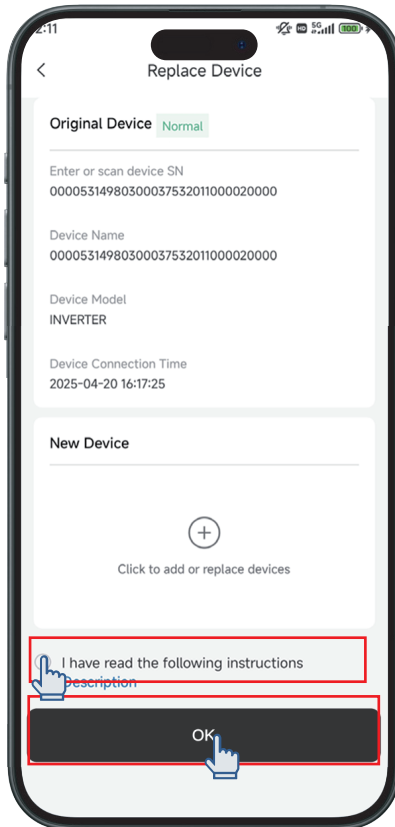 2:11
HD 5G 100
Replace Device
Original Device Normal
Enter or scan device SN
00005314980300037532011000020000
Device Name
00005314980300037532011000020000
Device Model
INVERTER
Device Connection Time
2025-04-20 16:17:25
New Device
Click to add or replace devices
I have read the following instructions
Description
OK